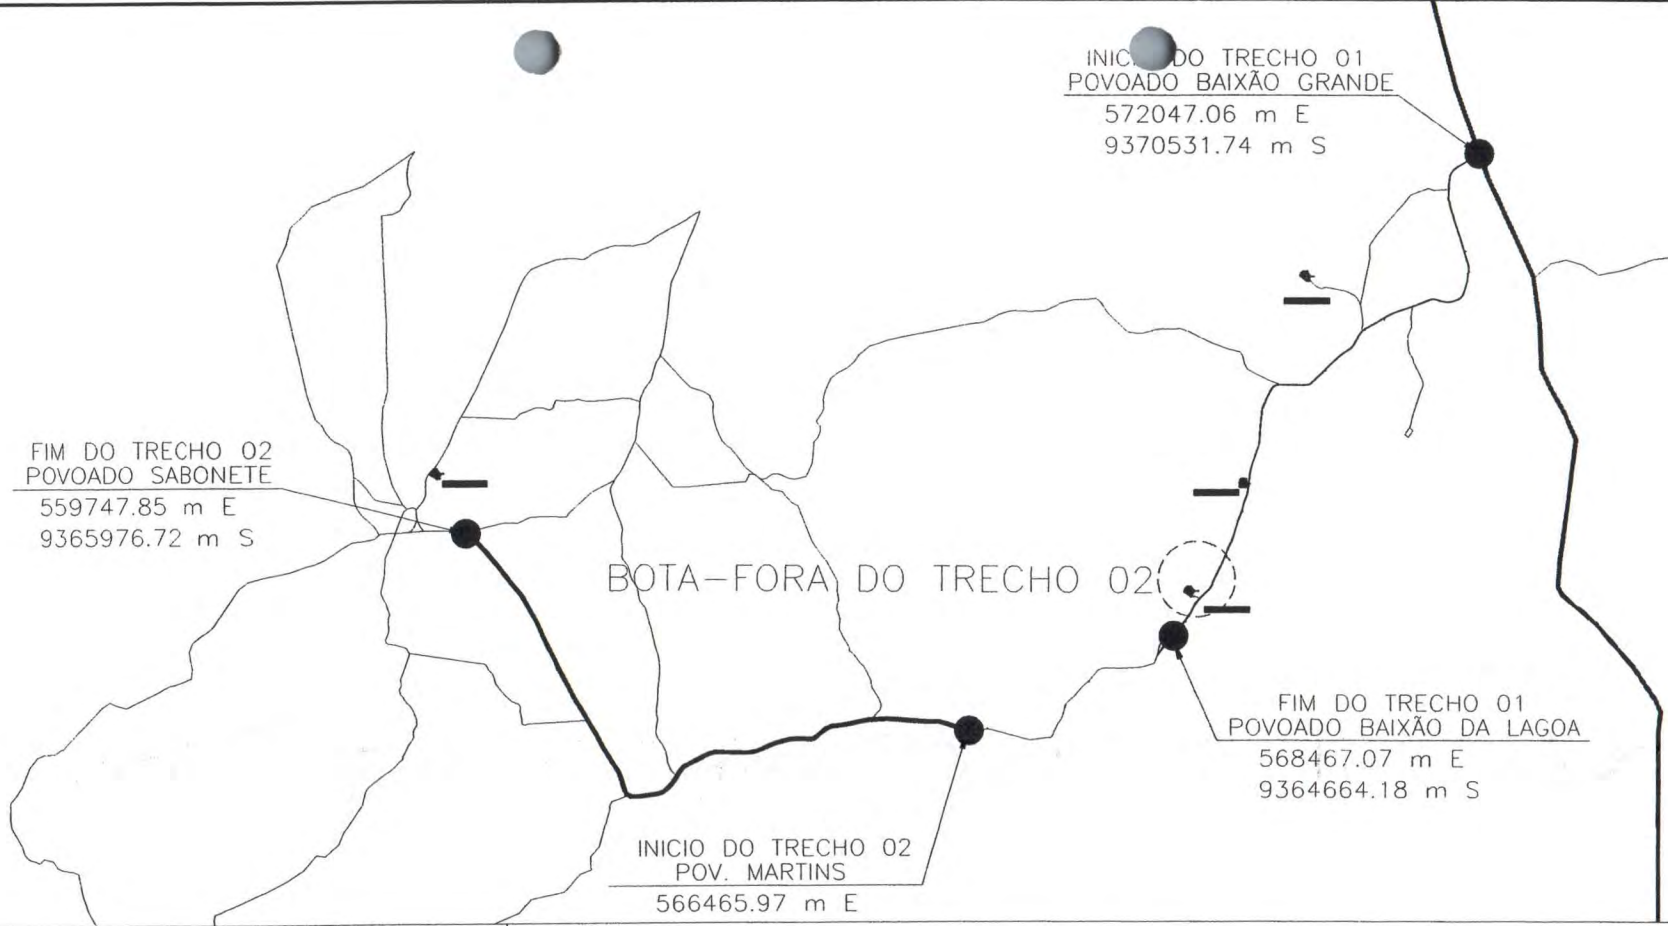 DO TRECHO 01
POVOADO BAIXÃO GRANDE
572047.06 m E
9370531.74 m S
FIM DO TRECHO 02
POVOADO SABONETE
559747.85 m E
9365976.72 m S
BOTA-FORA DO TRECHO 02
FIM DO TRECHO 01
POVOADO BAIXÃO DA LAGOA
568467.07 m E
9364664.18 m S
INICIO DO TRECHO 02
POV. MARTINS
566465.97 m E